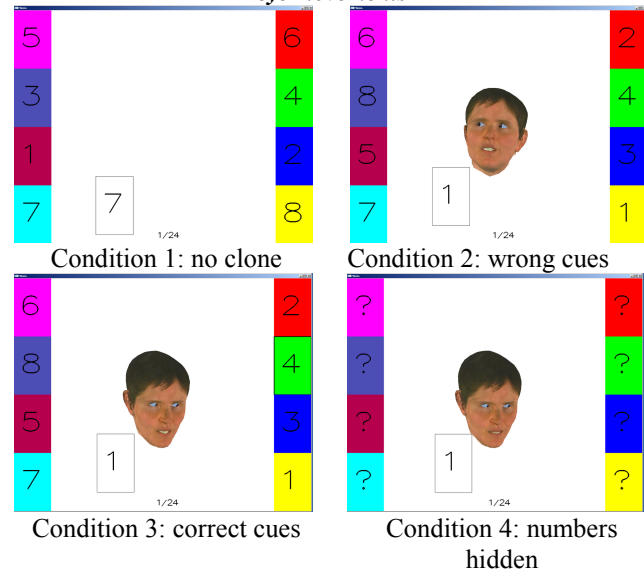 5 6
3 4
1 2
7 7 8
1/24
Condition 1: no clone
6 2
8 4
5 3
7 1 1
1/24
Condition 2: wrong cues
6 2
8 4
5 3
7 1 1
1/24
Condition 3: correct cues
? ?
? ?
? ?
? 1 ?
1/24
Condition 4: numbers
hidden